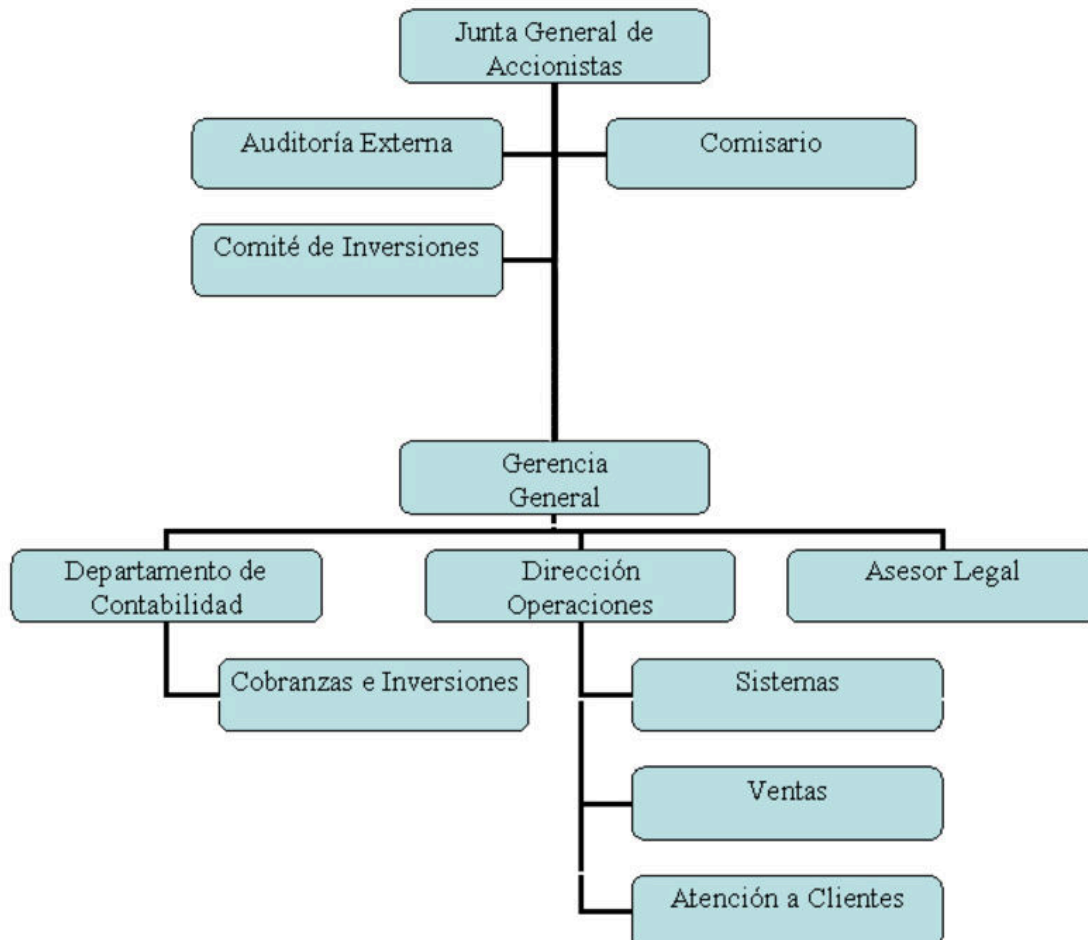 Junta General de
Accionistas
Auditoría Externa
Comisario
Comité de Inversiones
Gerencia
General
Departamento de
Contabilidad
Dirección
Operaciones
Asesor Legal
Cobranzas e Inversiones
Sistemas
Ventas
Atención a Clientes